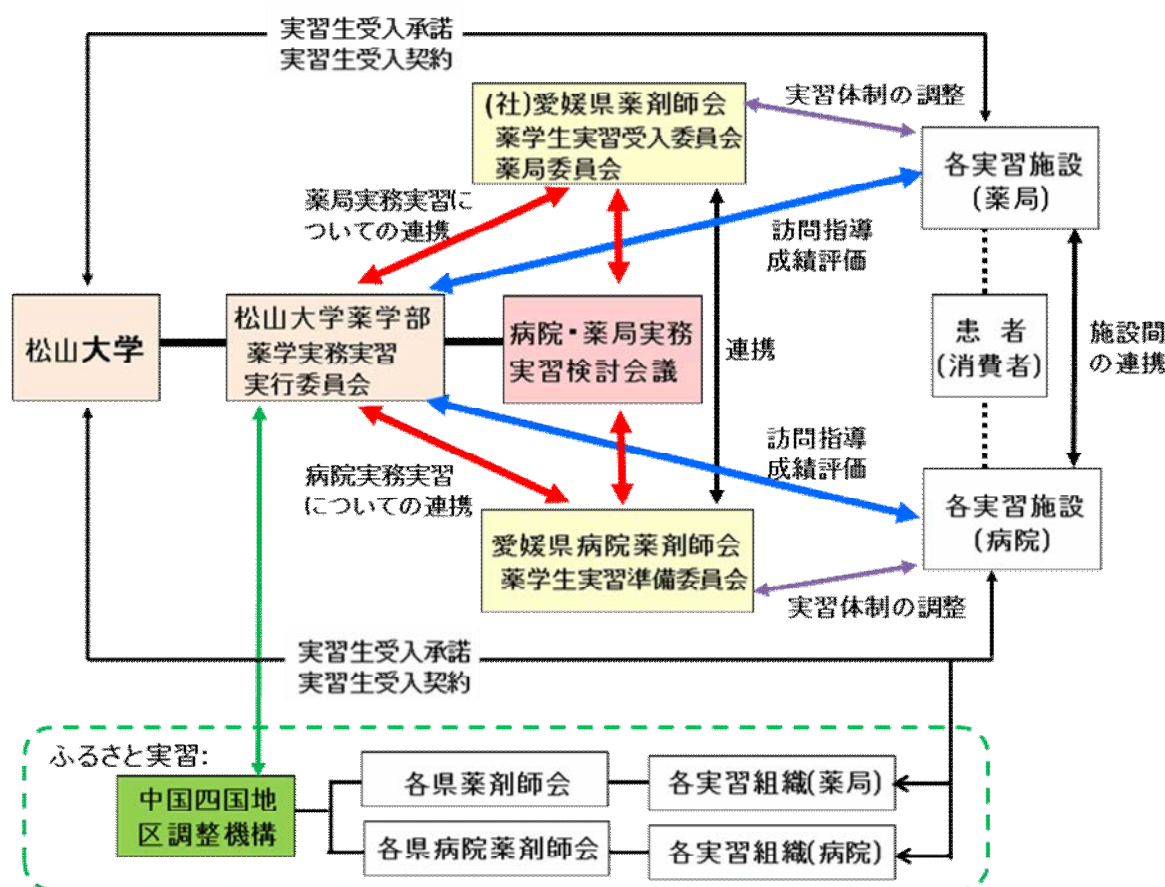 実習生受入承諾
実習生受入契約
(社)愛媛県薬剤師会
薬学生実習受入委員会
薬局委員会
実習体制の調整
各実習施設
(薬局)
薬局実務実習に
ついての連携
訪問指導
成績評価
松山大学
松山大学薬学部
薬学実務実習
実行委員会
病院・薬局実務
実習検討会議
連携
患者
(消費者)
施設間
の連携
訪問指導
成績評価
病院実務実習
についての連携
愛媛県病院薬剤師会
薬学生実習準備委員会
各実習施設
(病院)
実習体制の調整
実習生受入承諾
実習生受入契約
ふるさと実習:
中国四国地
区調整機構
各県薬剤師会
各実習組織(薬局)
各県病院薬剤師会
各実習組織(病院)